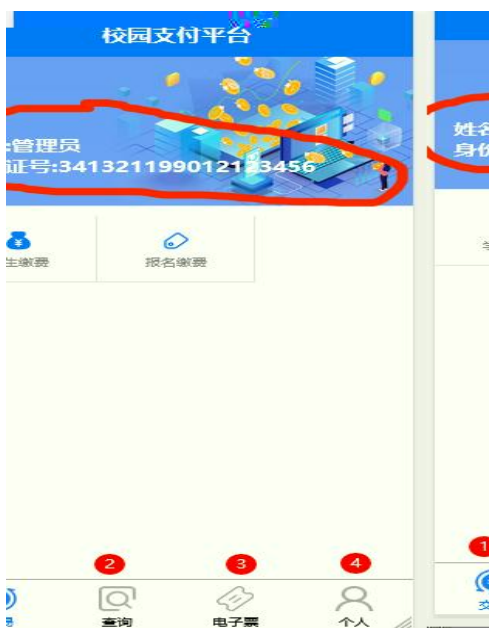 校园支付平台
:管理员
证号:341321199012123456
生缴费
报名缴费
2
3
4
查询
电子票
个人
姓名
身份
1